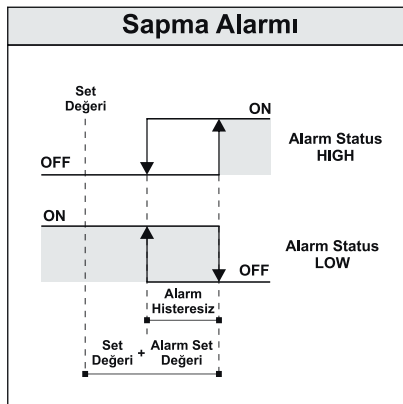 Sapma Alarmı
Set
Değeri
ON
OFF
Alarm Status
HIGH
ON
OFF
Alarm Status
LOW
Alarm
Histeresiz
Set
Değeri
+
Alarm Set
Değeri